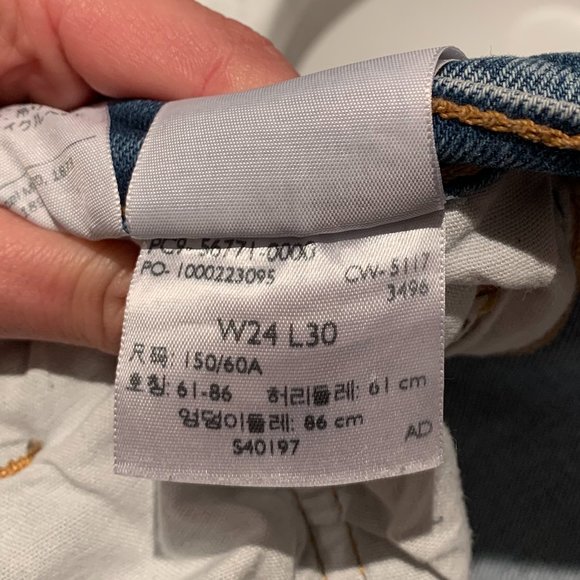 PC9-56771-0000
PO-1000223095 CW-5117
3496
W24 L30
尺碼: 150/60A
호칭: 61-86 허리둘레: 61 cm
엉덩이둘레: 86 cm
S40197 AD